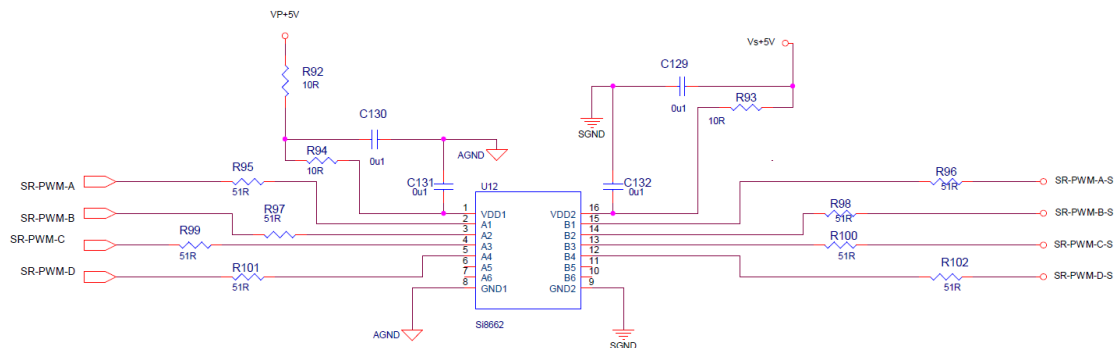 VP+5V
Vs+5V
R92
10R
C129
0u1
R93
10R
SGND
C130
0u1
AGND
R94
10R
R95
51R
C131
0u1
U12
C132
0u1
R96
51R
SR-PWM-A
SR-PWM-A-S
SR-PWM-B
R97
51R
R98
51R
SR-PWM-B-S
SR-PWM-C
R99
51R
R100
51R
SR-PWM-C-S
SR-PWM-D
R101
51R
R102
51R
SR-PWM-D-S
1 VDD1 VDD2 16
2 A1 B1 15
3 A2 B2 14
4 A3 B3 13
5 A4 B4 12
6 A5 B5 11
7 A6 B6 10
8 GND1 GND2 9
Si8662
AGND
SGND